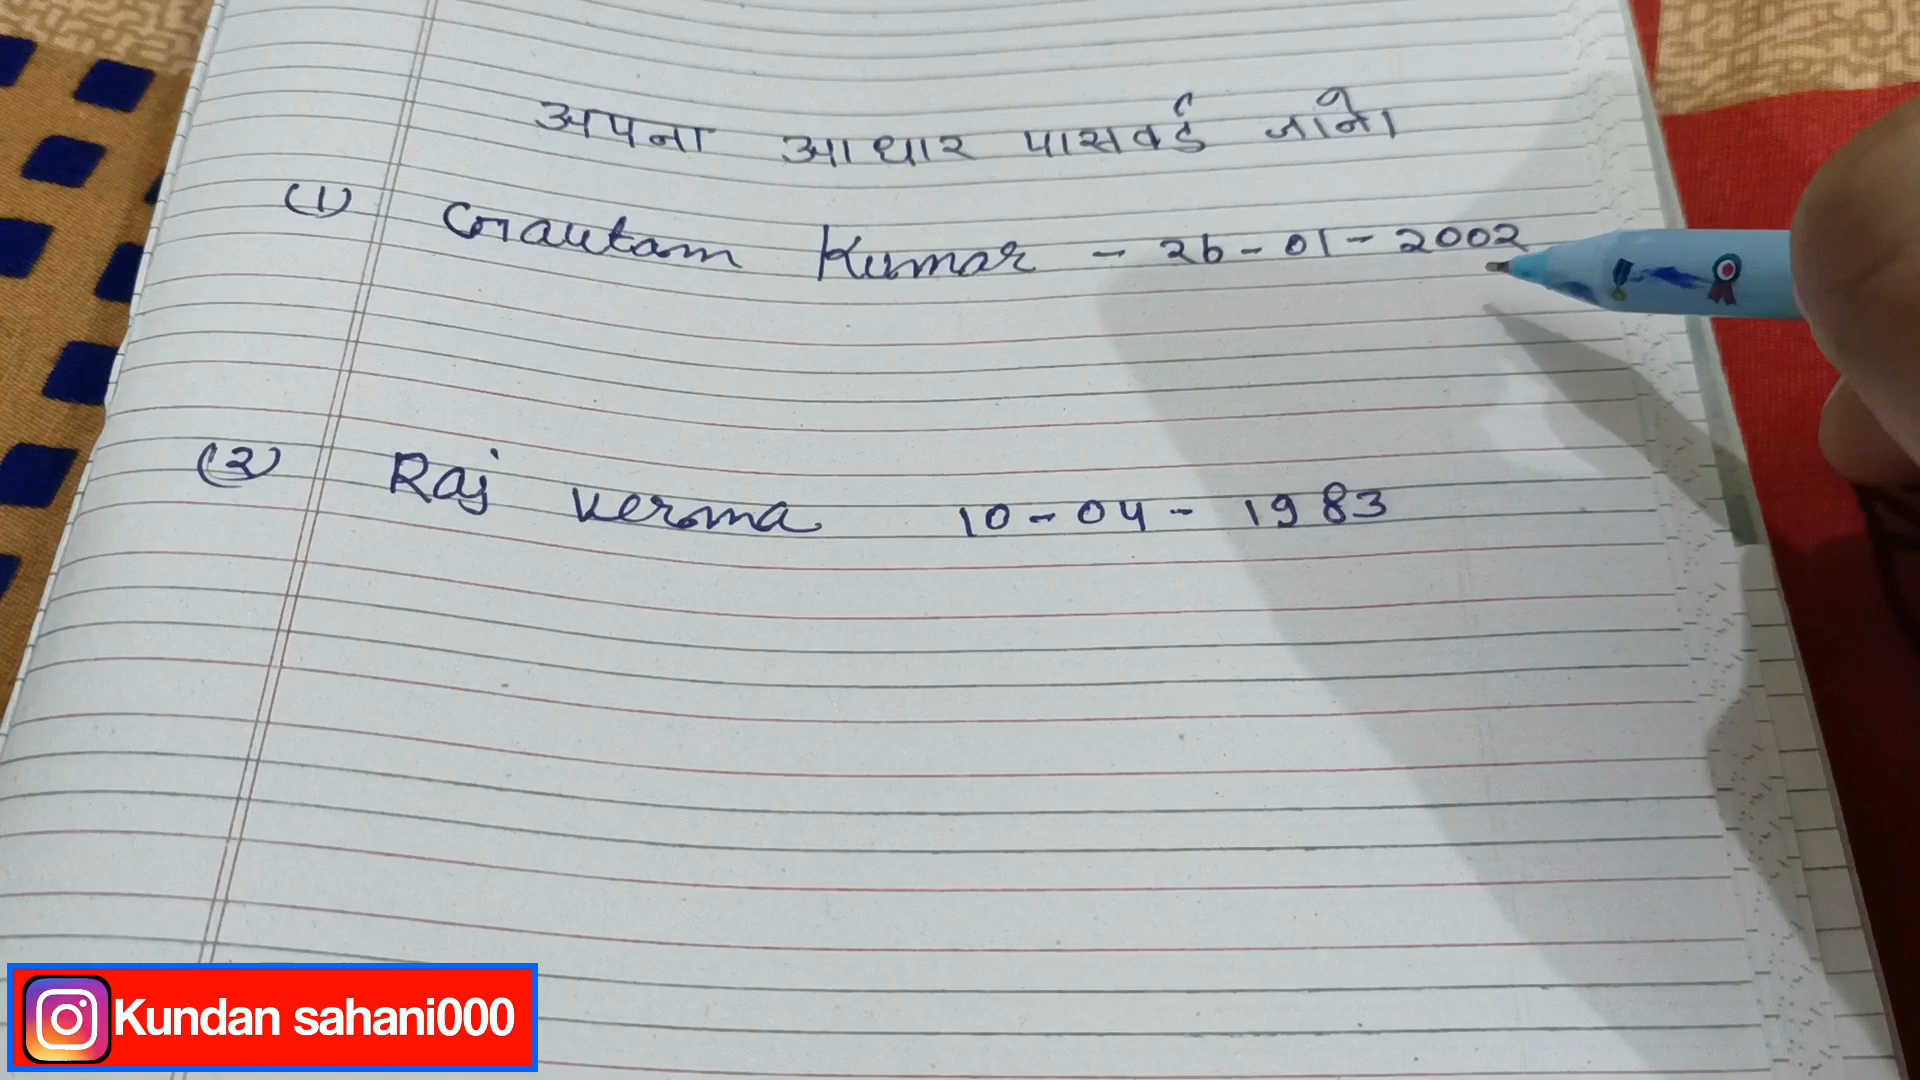 अपना आधार पासवर्ड जाने।
(1) Gautam Kumar - 26-01-2002
(2) Raj Verma 10-04-1983
Kundan sahani000